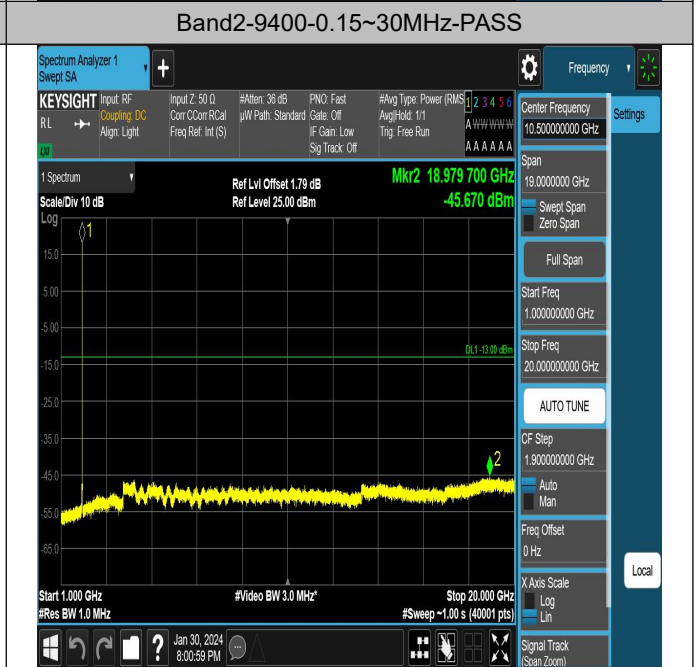 Band2-9400-0.15~30MHz-PASS
Spectrum Analyzer 1
Swept SA
+
Frequency
KEYSIGHT
RL
LXI
Input: RF
Coupling: DC
Align: Light
Input Z: 50 Ω
Corr CCorr RCal
Freq Ref: Int (S)
#Atten: 36 dB
µW Path: Standard
PNO: Fast
Gate: Off
IF Gain: Low
Sig Track: Off
#Avg Type: Power (RMS
Avg|Hold: 1/1
Trig: Free Run
1 2 3 4 5 6
A W W W W W
A A A A A A
1 Spectrum
Scale/Div 10 dB
Log
Ref Lvl Offset 1.79 dB
Ref Level 25.00 dBm
Mkr2 18.979 700 GHz
-45.670 dBm
1
15.0
5.00
-5.00
DL1 -13.00 dBm
-15.0
-25.0
-35.0
2
-45.0
-55.0
-65.0
Start 1.000 GHz
#Res BW 1.0 MHz
#Video BW 3.0 MHz*
Stop 20.000 GHz
#Sweep ~1.00 s (40001 pts)
?
Jan 30, 2024
8:00:59 PM
Center Frequency
10.500000000 GHz
Span
19.0000000 GHz
Swept Span
Zero Span
Full Span
Start Freq
1.000000000 GHz
Stop Freq
20.000000000 GHz
AUTO TUNE
CF Step
1.900000000 GHz
Auto
Man
Freq Offset
0 Hz
X Axis Scale
Log
Lin
Signal Track
(Span Zoom)
Settings
Local